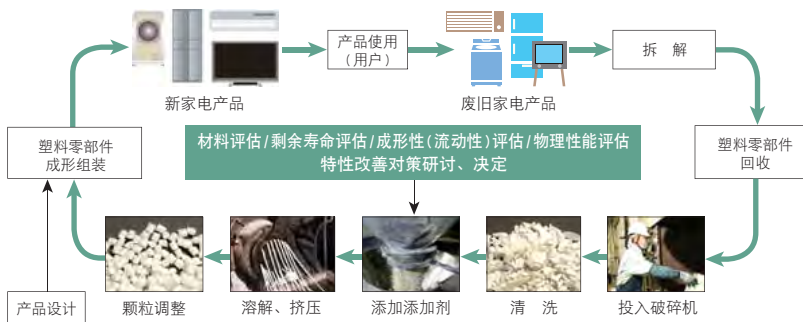 新家电产品
产品使用
（用户）
废旧家电产品
拆 解
塑料零部件
成形组装
材料评估/剩余寿命评估/成形性(流动性)评估/物理性能评估
特性改善对策研讨、决定
塑料零部件
回收
产品设计
颗粒调整
溶解、挤压
添加添加剂
清 洗
投入破碎机